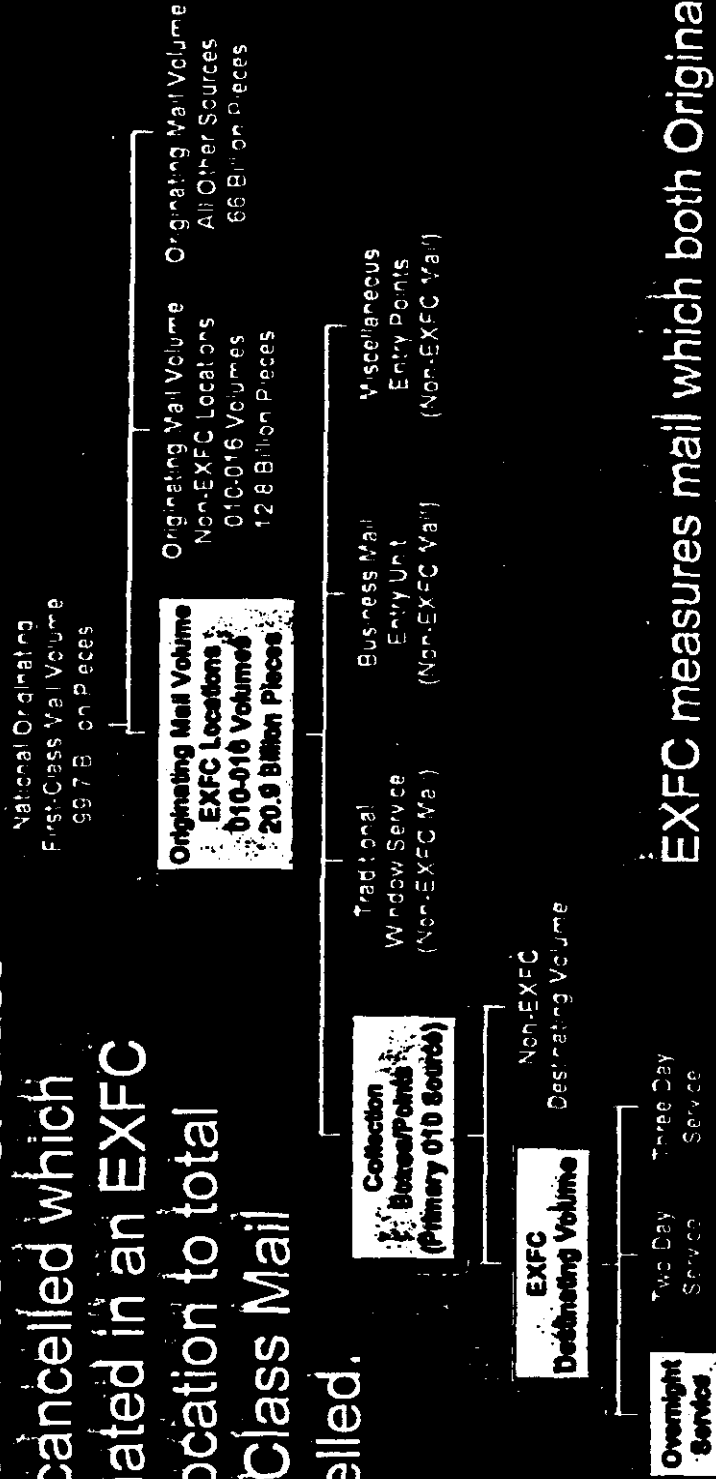 cancelled which
ated in an EXFC
ocation to total
Class Mail
elled.
National Originating
First-Class Mail Volume
99.7 Billion Pieces
Originating Mail Volume
EXFC Locations
010-016 Volumes
20.9 Billion Pieces
Originating Mail Volume
Non-EXFC Locations
010-016 Volumes
12.8 Billion Pieces
Originating Mail Volume
All Other Sources
66 Billion Pieces
Collection
Boxes/Points
(Primary 010 Source)
Traditional
Window Service
(Non-EXFC Mail)
Business Mail
Entry Unit
(Non-EXFC Mail)
Miscellaneous
Entry Points
(Non-EXFC Mail)
EXFC
Destinating Volume
Non-EXFC
Destinating Volume
Overnight
Service
Two Day
Service
Three Day
Service
EXFC measures mail which both Origina